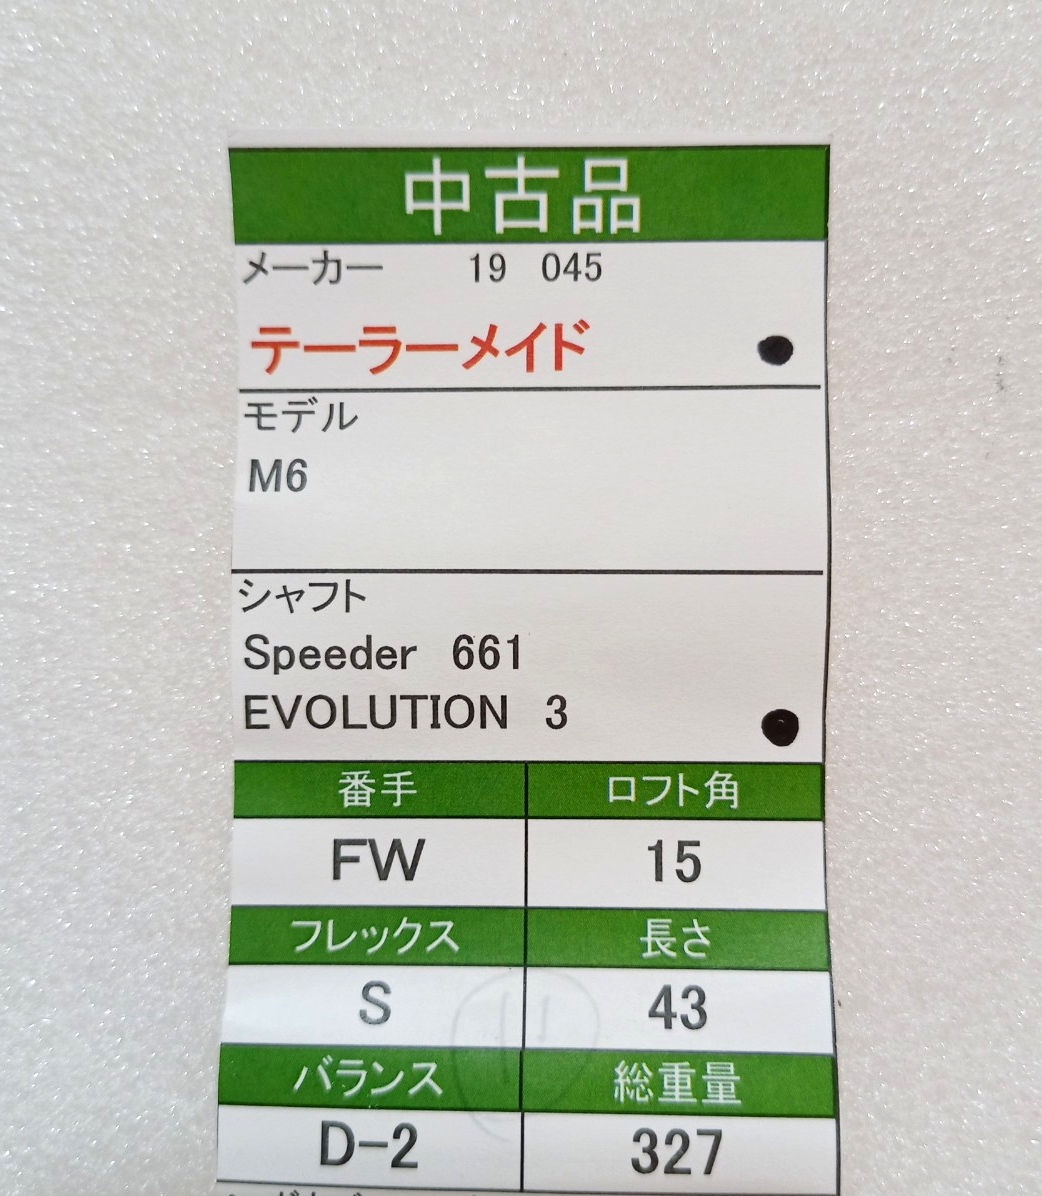 中古品
メーカー 19 045
テーラーメイド
モデル
M6
シャフト
Speeder 661
EVOLUTION 3
番手 ロフト角
FW 15
フレックス 長さ
S 43
11
バランス 総重量
D-2 327